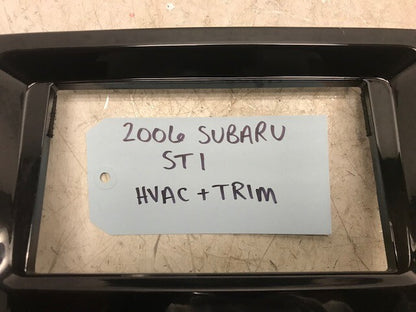 2006 SUBARU
STI
HVAC + TRIM